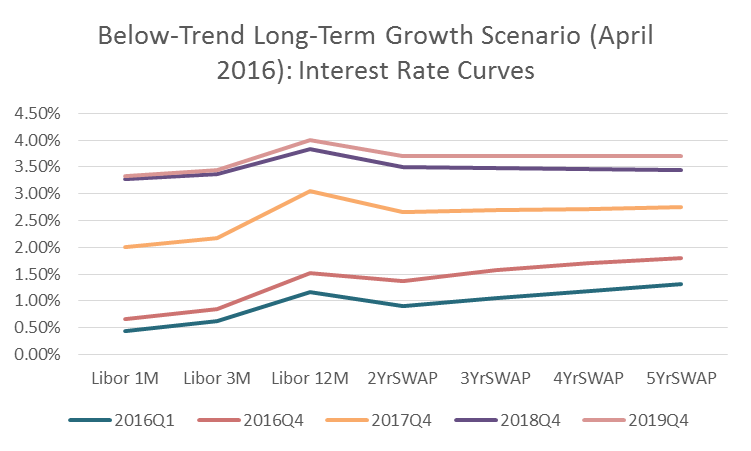 Below-Trend Long-Term Growth Scenario (April
2016): Interest Rate Curves
4.50%
4.00%
3.50%
3.00%
2.50%
2.00%
1.50%
1.00%
0.50%
0.00%
Libor 1M Libor 3M Libor 12M 2YrSWAP 3YrSWAP 4YrSWAP 5YrSWAP
2016Q1 2016Q4 2017Q4 2018Q4 2019Q4